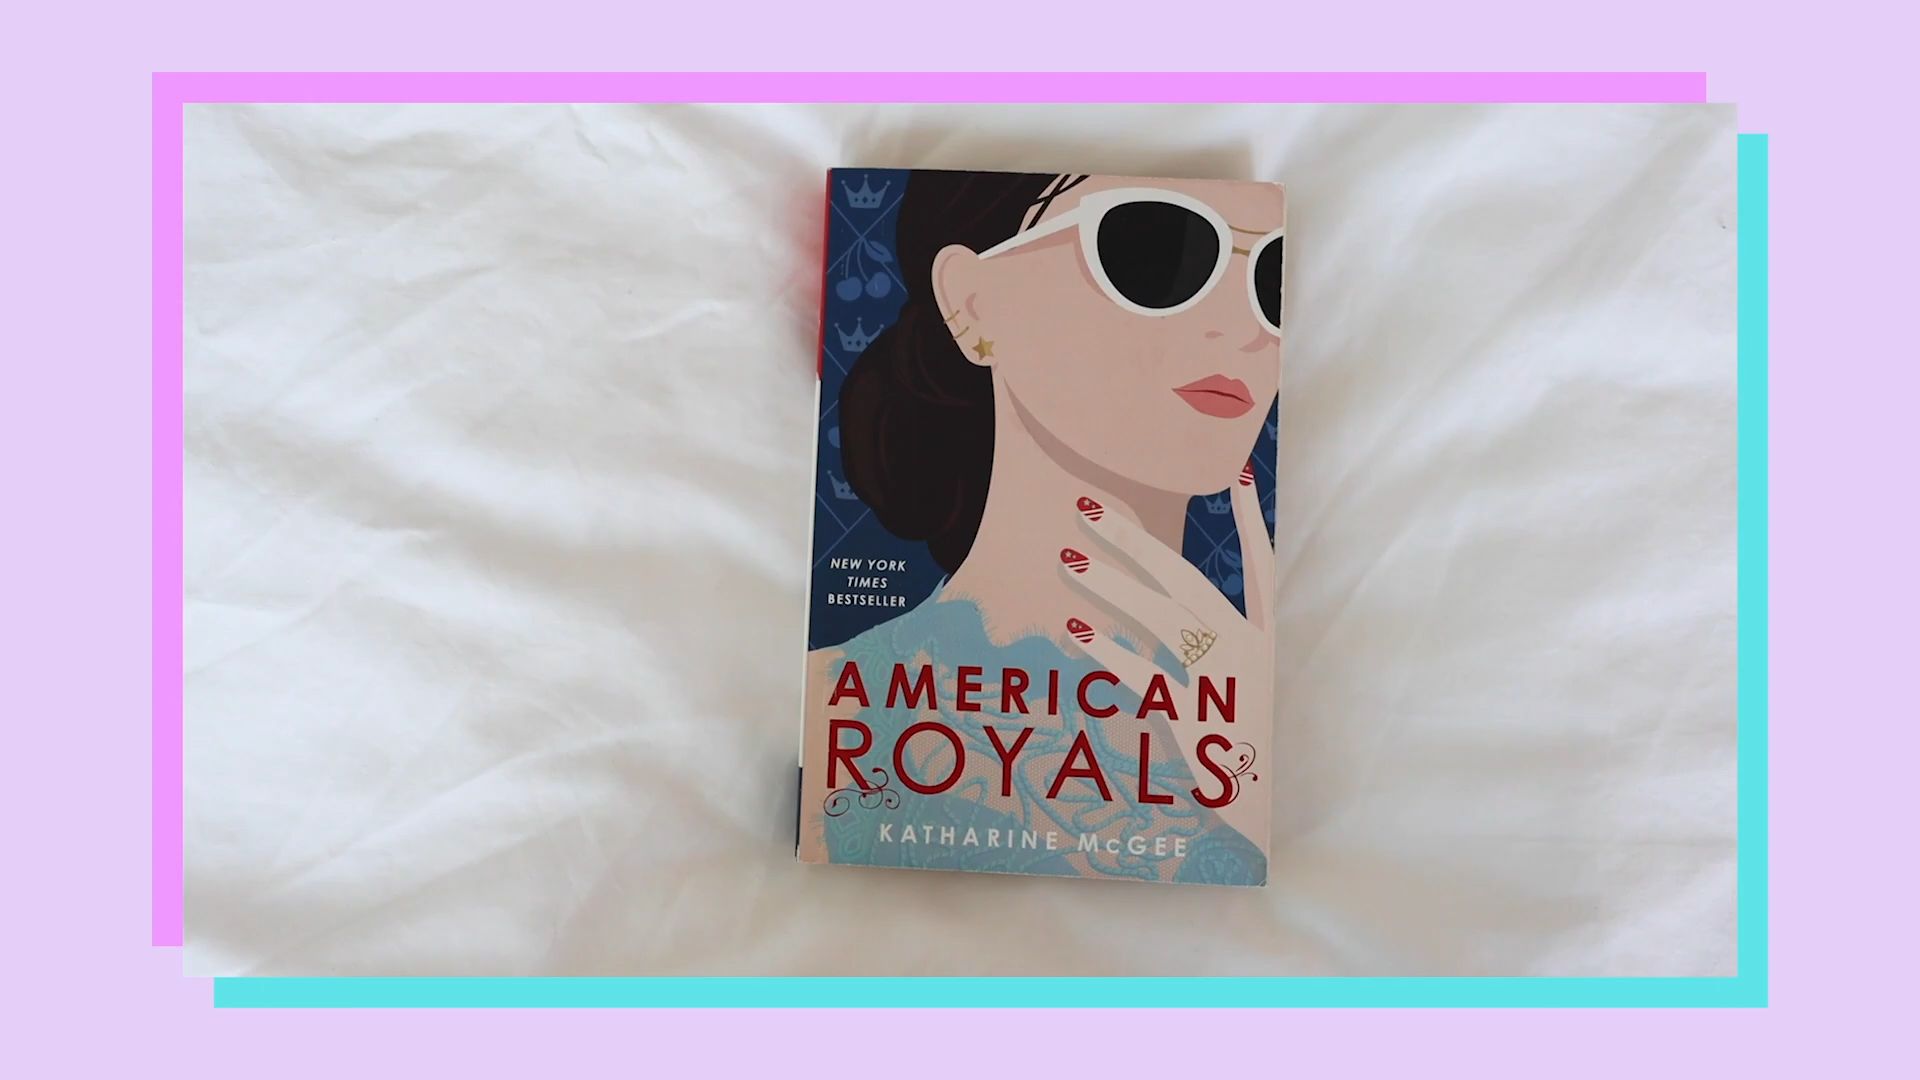 NEW YORK
TIMES
BESTSELLER
AMERICAN
ROYALS
KATHARINE McGEE